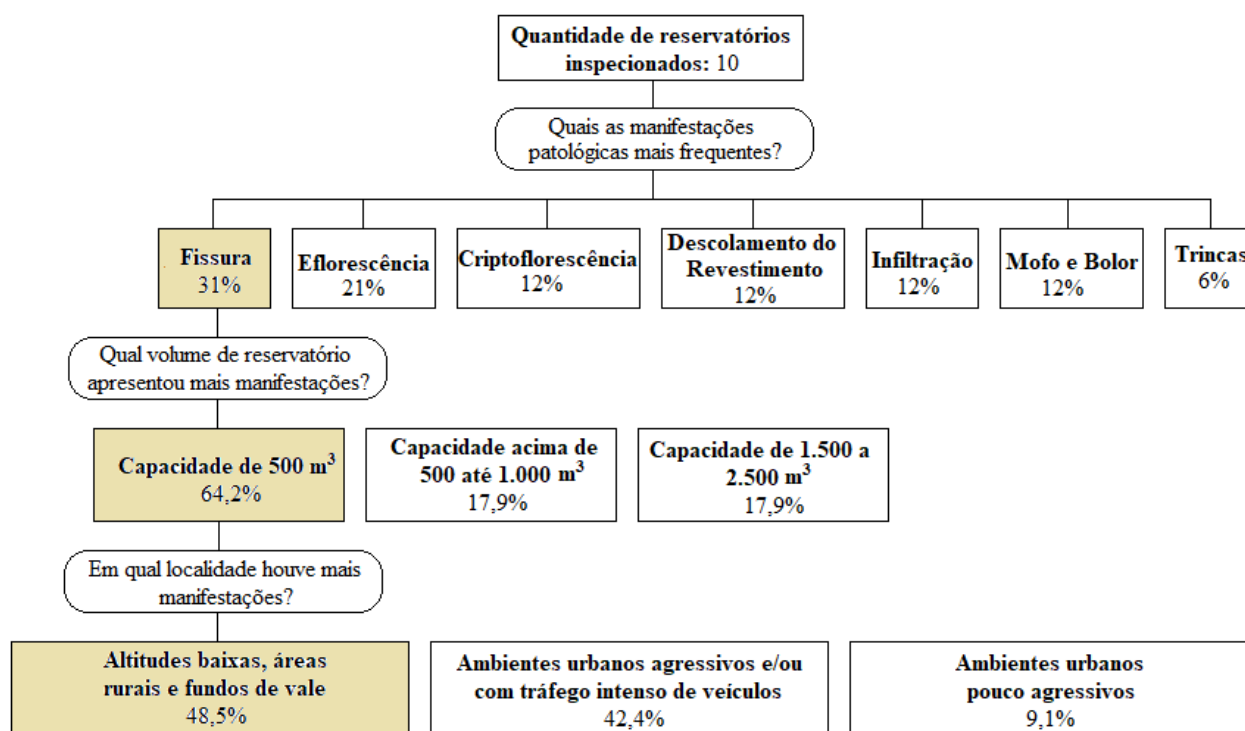 Quantidade de reservatórios
inspecionados: 10
Quais as manifestações
patológicas mais frequentes?
Fissura
31%
Eflorescência
21%
Criptoflorescência
12%
Descolamento do
Revestimento
12%
Infiltração
12%
Mofo e Bolor
12%
Trincas
6%
Qual volume de reservatório
apresentou mais manifestações?
Capacidade de 500 m³
64,2%
Capacidade acima de
500 até 1.000 m³
17,9%
Capacidade de 1.500 a
2.500 m³
17,9%
Em qual localidade houve mais
manifestações?
Altitudes baixas, áreas
rurais e fundos de vale
48,5%
Ambientes urbanos agressivos e/ou
com tráfego intenso de veículos
42,4%
Ambientes urbanos
pouco agressivos
9,1%